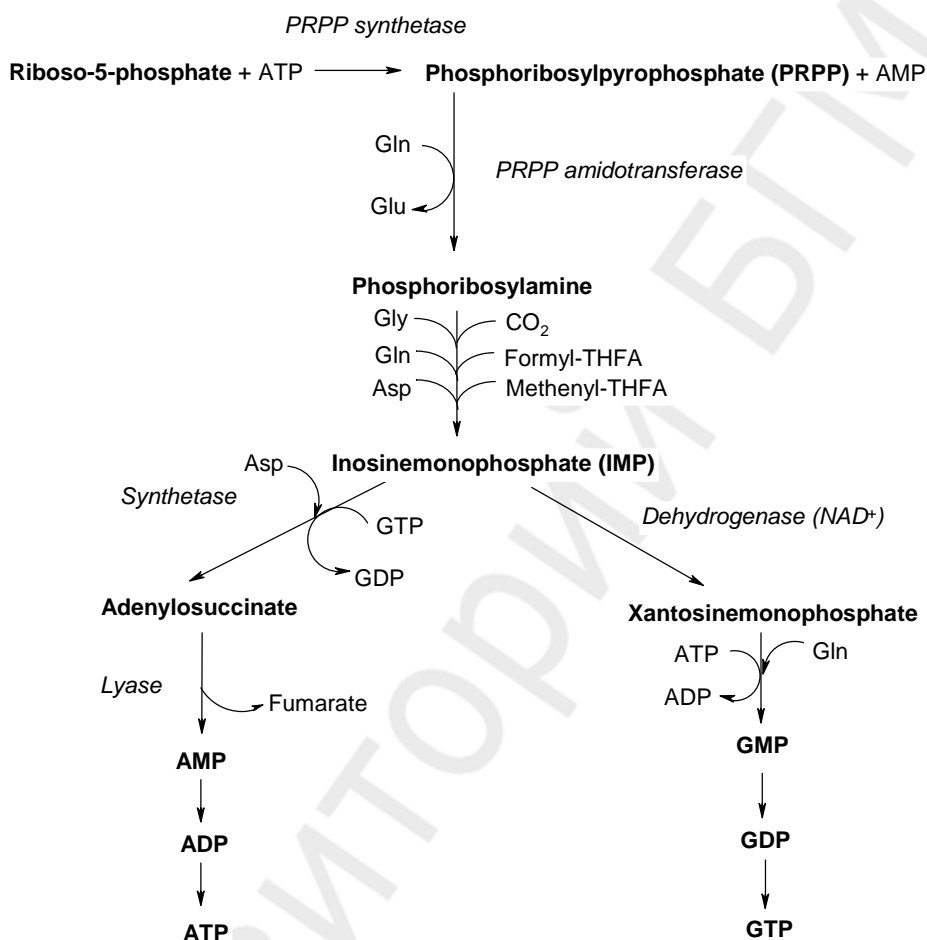 PRPP synthetase
Riboso-5-phosphate + ATP
Phosphoribosylpyrophosphate (PRPP) + AMP
Gln
PRPP amidotransferase
Glu
Phosphoribosylamine
Gly
CO2
Gln
Formyl-THFA
Asp
Methenyl-THFA
Asp
Inosinemonophosphate (IMP)
Synthetase
GTP
Dehydrogenase (NAD+)
GDP
Adenylosuccinate
Xantosinemonophosphate
ATP
Gln
Lyase
ADP
Fumarate
AMP
GMP
ADP
GDP
ATP
GTP